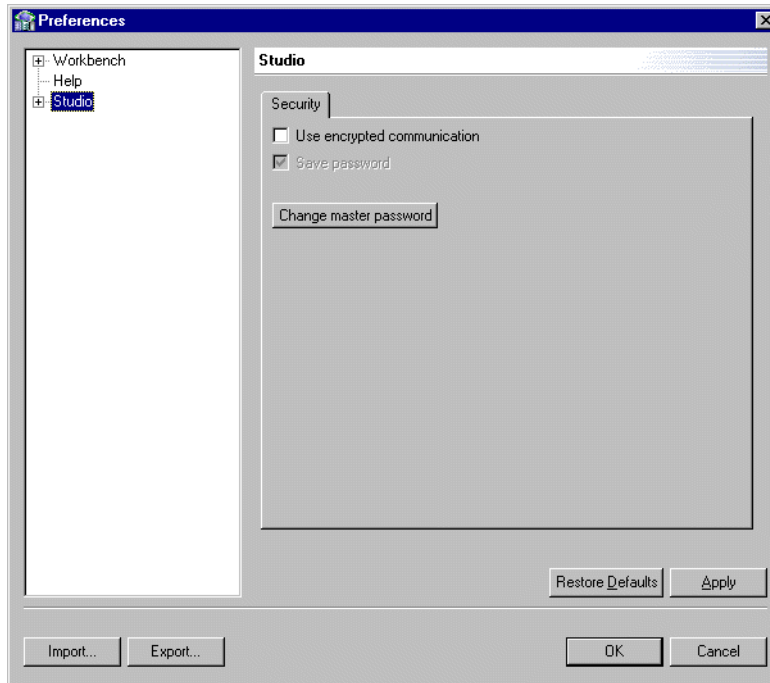 Preferences
Workbench
Help
Studio
Studio
Security
Use encrypted communication
Save password
Change master password
Restore Defaults
Apply
Import...
Export...
OK
Cancel